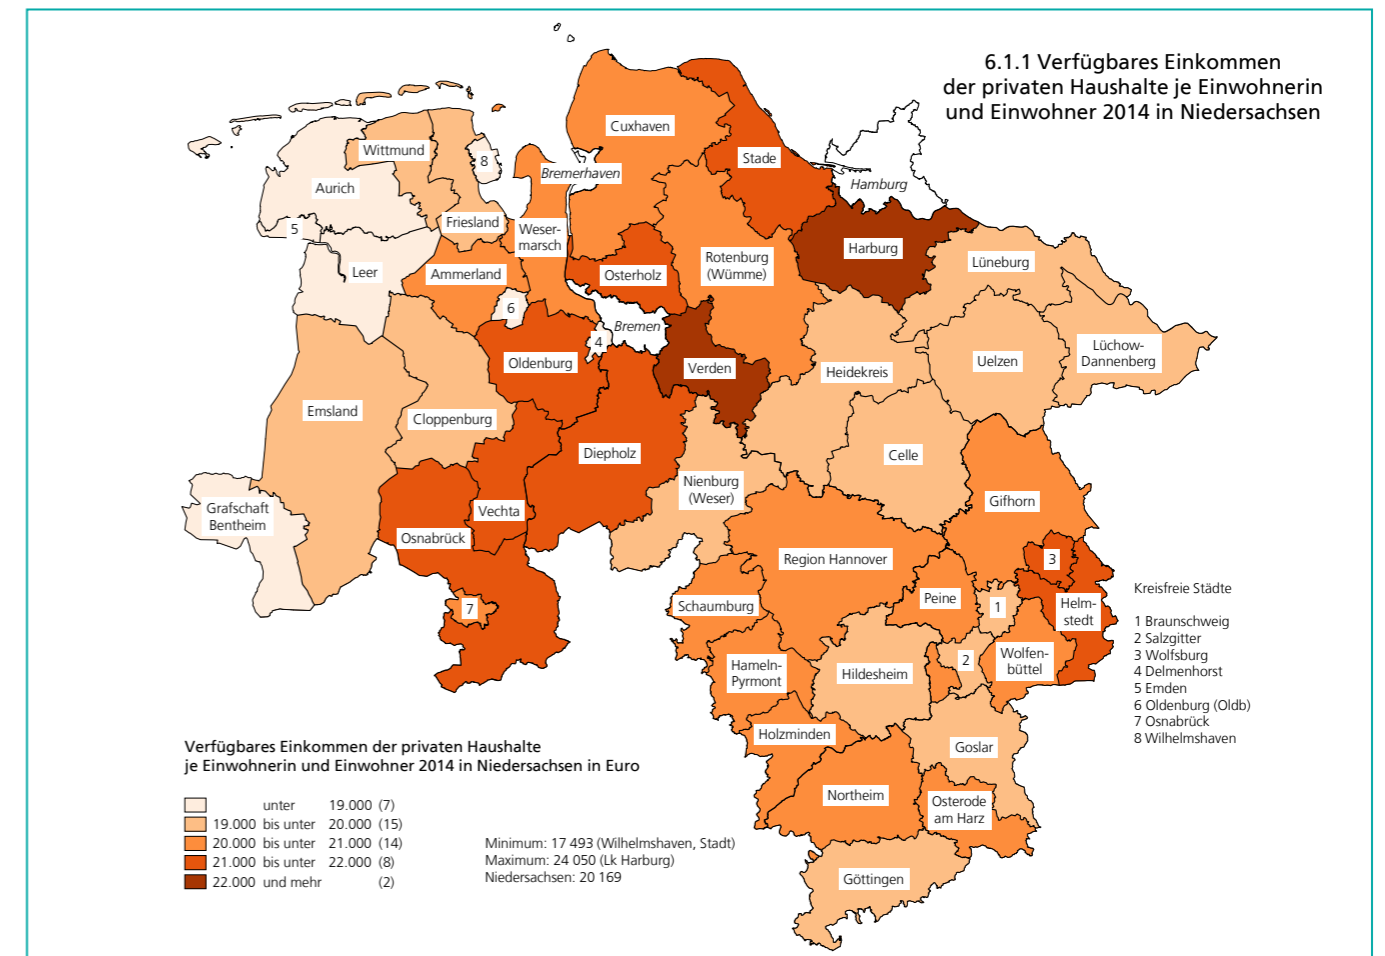 6.1.1 Verfügbares Einkommen
der privaten Haushalte je Einwohnerin
und Einwohner 2014 in Niedersachsen
Cuxhaven
Wittmund
8
Stade
Bremerhaven
Aurich
Hamburg
5
Friesland
Weser-
marsch
Harburg
Lüneburg
Leer
Ammerland
Osterholz
Rotenburg
(Wümme)
6
Bremen
4
Oldenburg
Verden
Heidekreis
Uelzen
Lüchow-
Dannenberg
Emsland
Cloppenburg
Diepholz
Celle
Nienburg
(Weser)
Gifhorn
Grafschaft
Bentheim
Vechta
Osnabrück
Region Hannover
3
7
Schaumburg
Peine
1
Helm-
stedt
Hameln-
Pyrmont
Hildesheim
2
Wolfen-
büttel
Holzminden
Goslar
Northeim
Osterode
am Harz
Göttingen
Kreisfreie Städte
1 Braunschweig
2 Salzgitter
3 Wolfsburg
4 Delmenhorst
5 Emden
6 Oldenburg (Oldb)
7 Osnabrück
8 Wilhelmshaven
Verfügbares Einkommen der privaten Haushalte
je Einwohnerin und Einwohner 2014 in Niedersachsen in Euro
unter 19.000 (7)
19.000 bis unter 20.000 (15)
20.000 bis unter 21.000 (14)
21.000 bis unter 22.000 (8)
22.000 und mehr (2)
Minimum: 17 493 (Wilhelmshaven, Stadt)
Maximum: 24 050 (Lk Harburg)
Niedersachsen: 20 169